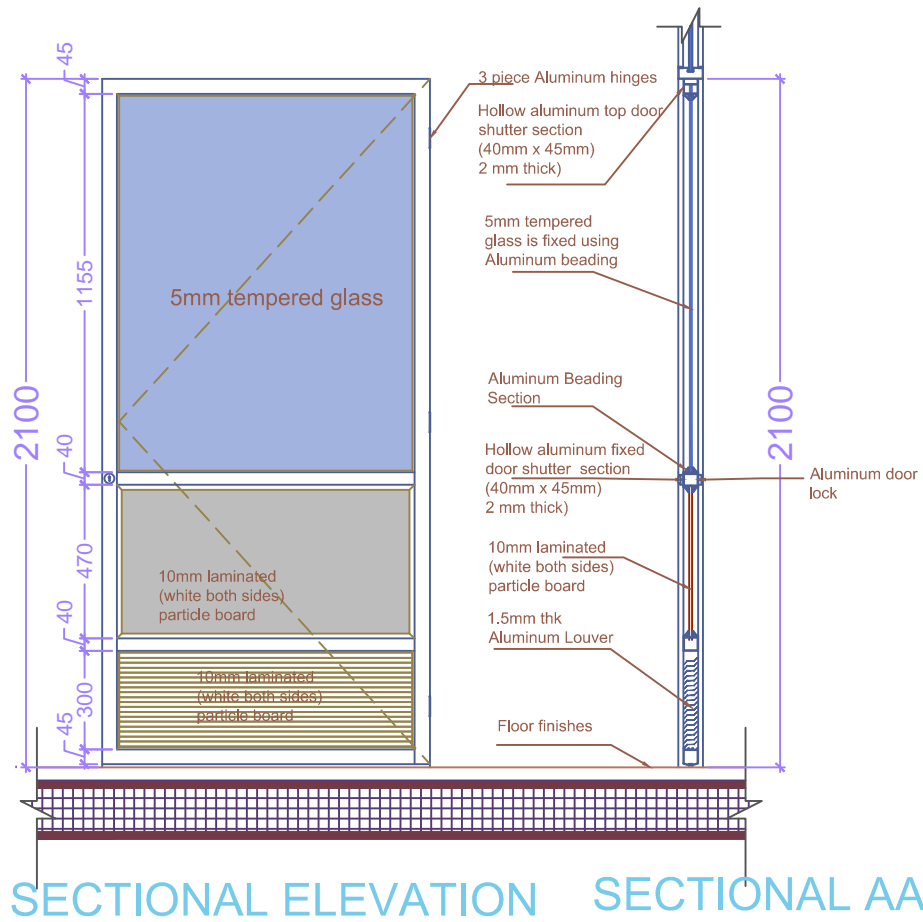 45
2100
1155
40
470
40
300
45
5mm tempered glass
10mm laminated
(white both sides)
particle board
10mm laminated
(white both sides)
particle board
3 piece Aluminum hinges
Hollow aluminum top door
shutter section
(40mm x 45mm)
2 mm thick)
5mm tempered
glass is fixed using
Aluminum beading
Aluminum Beading
Section
Hollow aluminum fixed
door shutter section
(40mm x 45mm)
2 mm thick)
10mm laminated
(white both sides)
particle board
1.5mm thk
Aluminum Louver
Floor finishes
2100
Aluminum door
lock
SECTIONAL ELEVATION
SECTIONAL AA